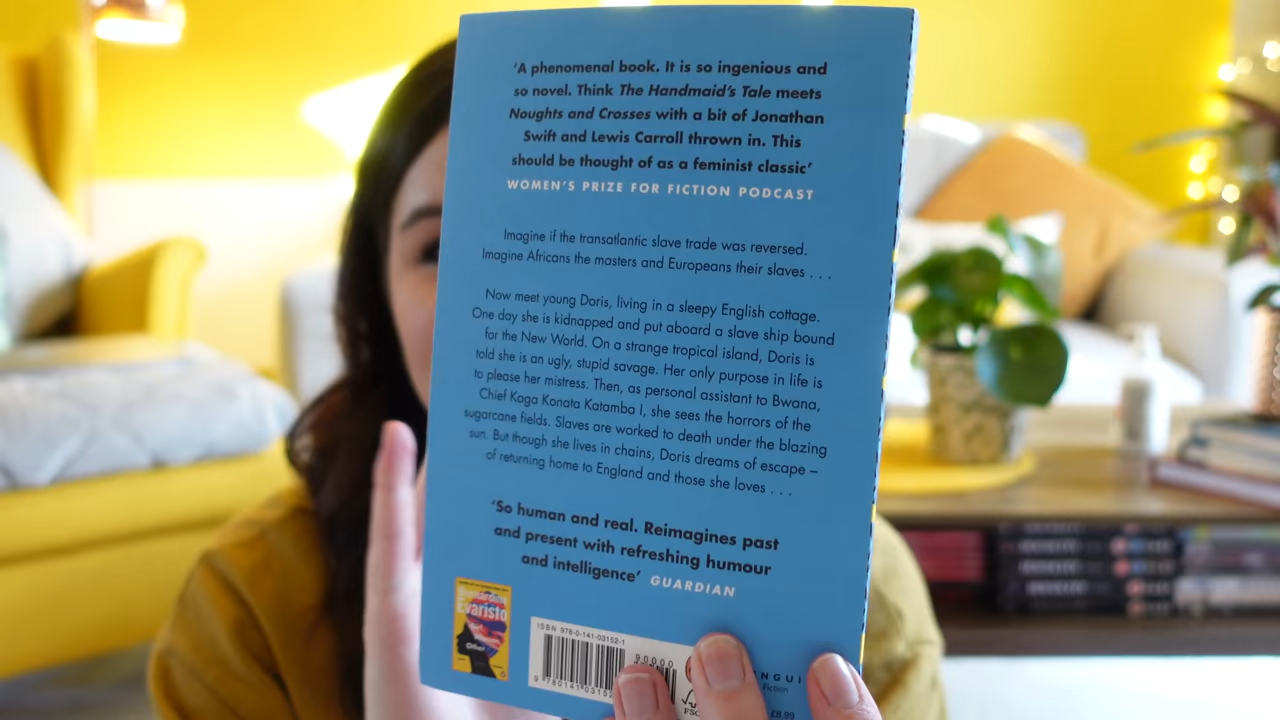 ‘A phenomenal book. It is so ingenious and
so novel. Think The Handmaid’s Tale meets
Noughts and Crosses with a bit of Jonathan
Swift and Lewis Carroll thrown in. This
should be thought of as a feminist classic’
WOMEN’S PRIZE FOR FICTION PODCAST
Imagine if the transatlantic slave trade was reversed.
Imagine Africans the masters and Europeans their slaves . . .
Now meet young Doris, living in a sleepy English cottage.
One day she is kidnapped and put aboard a slave ship bound
for the New World. On a strange tropical island, Doris is
told she is an ugly, stupid savage. Her only purpose in life is
to please her mistress. Then, as personal assistant to Bwana,
Chief Kaga Konata Katamba I, she sees the horrors of the
sugarcane fields. Slaves are worked to death under the blazing
sun. But though she lives in chains, Doris dreams of escape –
of returning home to England and those she loves . . .
‘So human and real. Reimagines past
and present with refreshing humour
and intelligence’ GUARDIAN
Evaristo
Other
ISBN 978-0-141-03152-1
90000
9 780141 03152
FSC
Fiction
£8.99